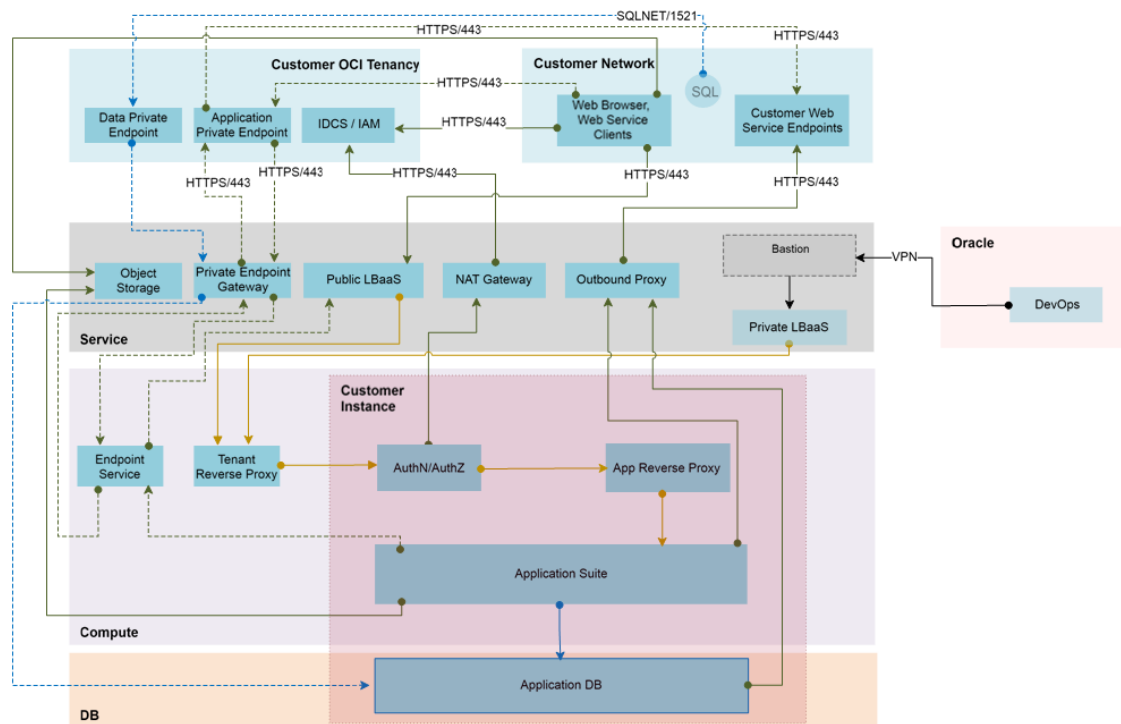 SQLNET/1521
HTTPS/443
HTTPS/443
Customer OCI Tenancy
Customer Network
HTTPS/443
SQL
Data Private
Endpoint
Application
Private Endpoint
IDCS / IAM
HTTPS/443
Web Browser,
Web Service
Clients
Customer Web
Service Endpoints
HTTPS/443
HTTPS/443
HTTPS/443
HTTPS/443
HTTPS/443
Oracle
Bastion
VPN
Object
Storage
Private Endpoint
Gateway
Public LBaaS
NAT Gateway
Outbound Proxy
DevOps
Private LBaaS
Service
Customer
Instance
Endpoint
Service
Tenant
Reverse Proxy
AuthN/AuthZ
App Reverse Proxy
Application Suite
Compute
Application DB
DB